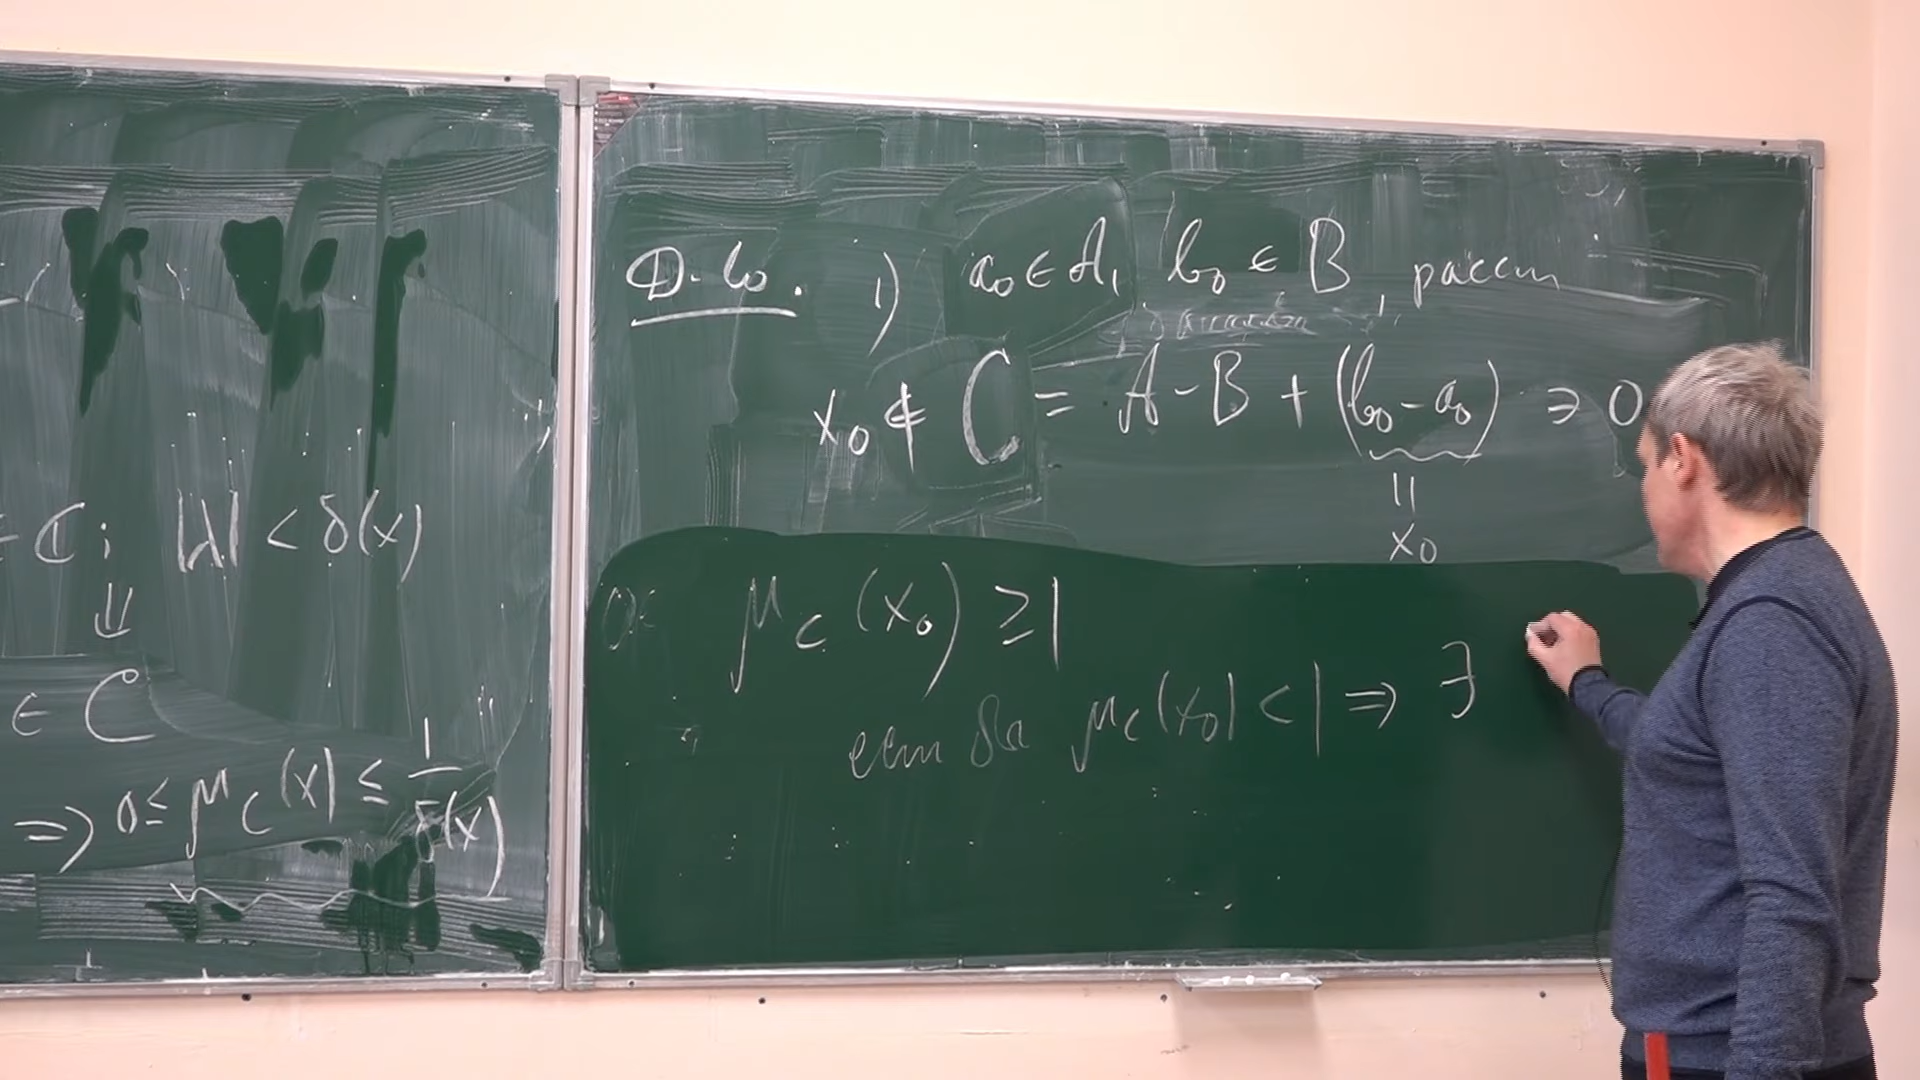 ∈ ℂ: |λ| < δ(x)
⇓
∈ C
⇒ 0 ≤ μ_C(x) ≤ 1/δ(x)
Д-во. 1) a₀ ∈ A, b₀ ∈ B, рассм
x₀ ∉ C = A - B + (b₀ - a₀) ∋ 0
||
x₀
μ_C(x₀) ≥ 1
если бы μ_C(x₀) < 1 ⇒ ∃